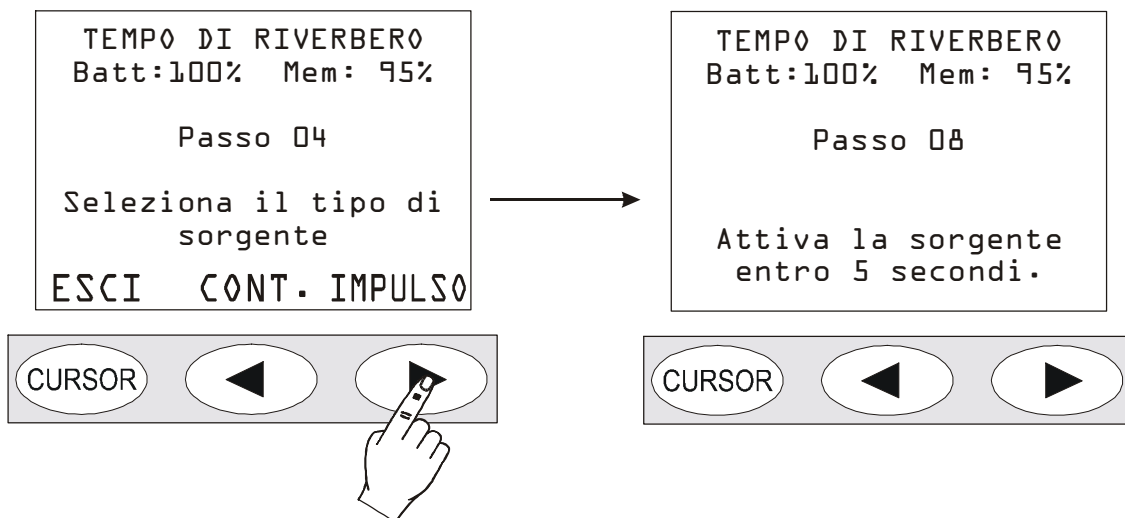 TEMPO DI RIVERBERO
Batt:100% Mem: 95%
Passo 04
Seleziona il tipo di
sorgente
ESCI CONT. IMPULSO
CURSOR
TEMPO DI RIVERBERO
Batt:100% Mem: 95%
Passo 08
Attiva la sorgente
entro 5 secondi.
CURSOR